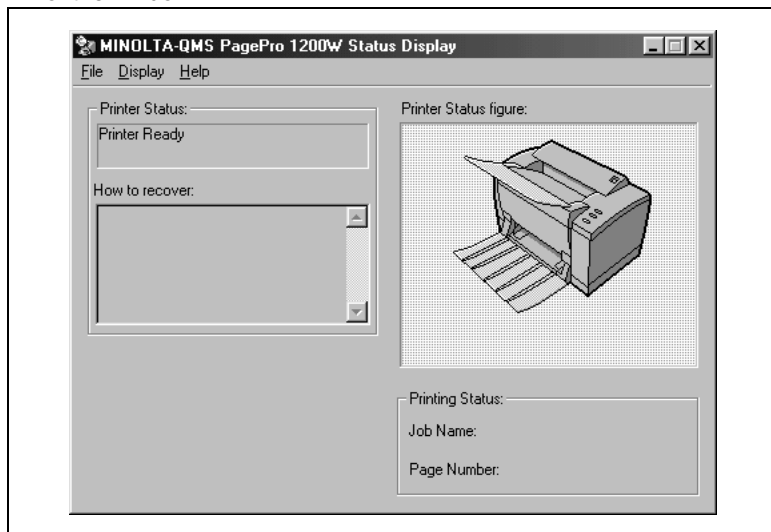 MINOLTA-QMS PagePro 1200W Status Display
File Display Help
Printer Status:
Printer Ready
How to recover:
Printer Status figure:
Printing Status:
Job Name:
Page Number: